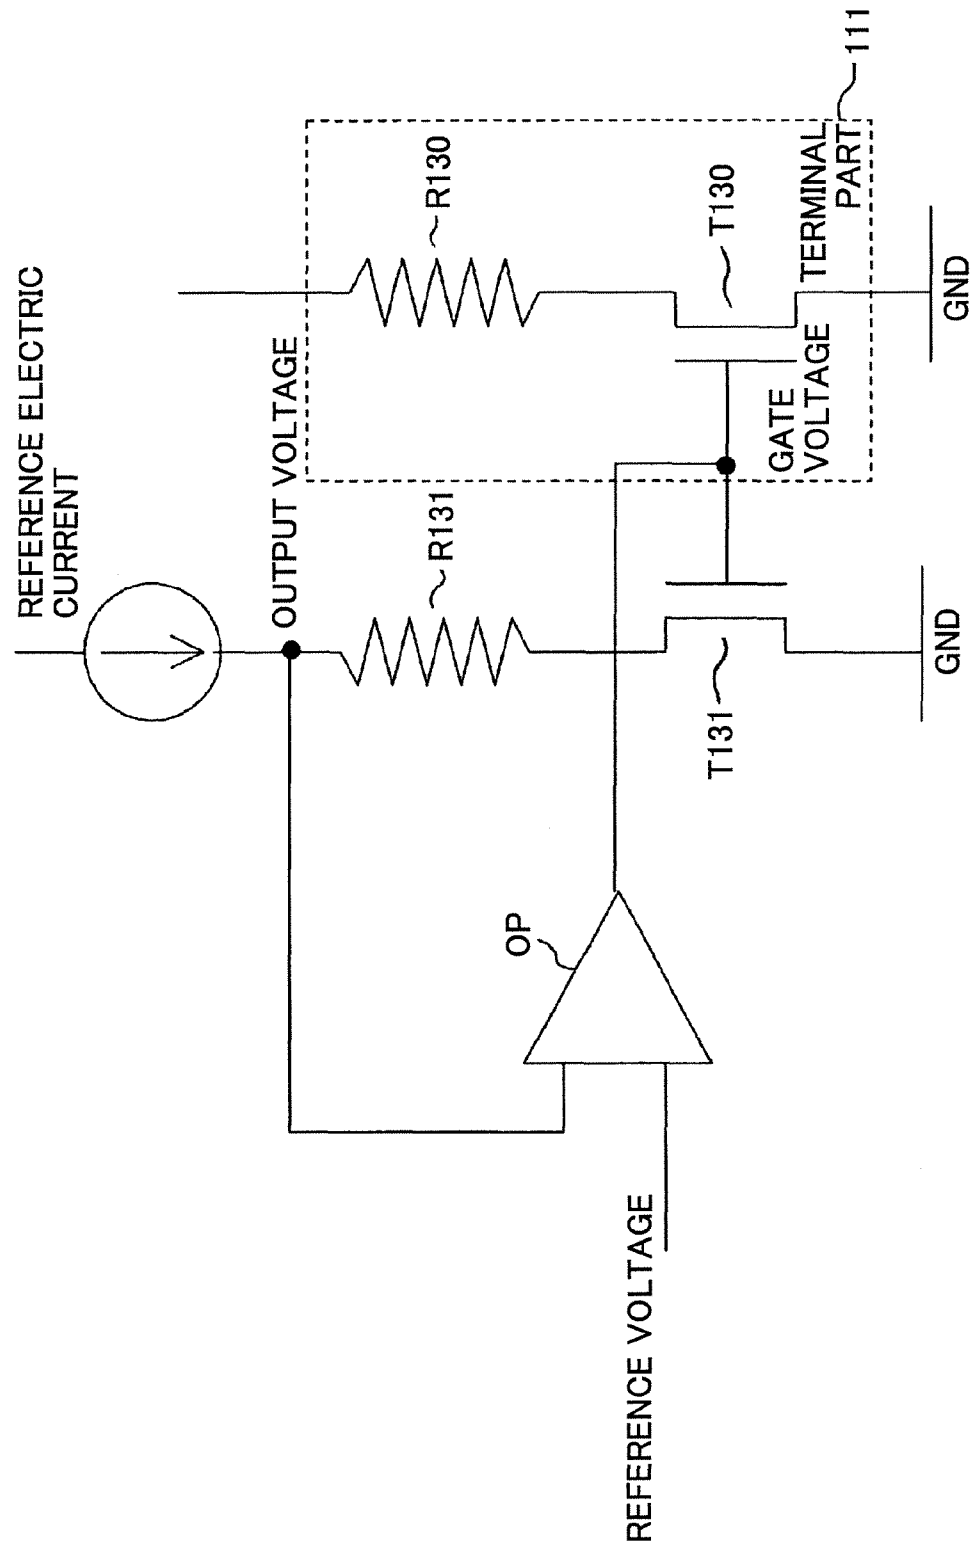 REFERENCE ELECTRIC
CURRENT
OUTPUT VOLTAGE
R131
R130
T131
T130
GATE
VOLTAGE
TERMINAL
PART
111
GND
GND
OP
REFERENCE VOLTAGE